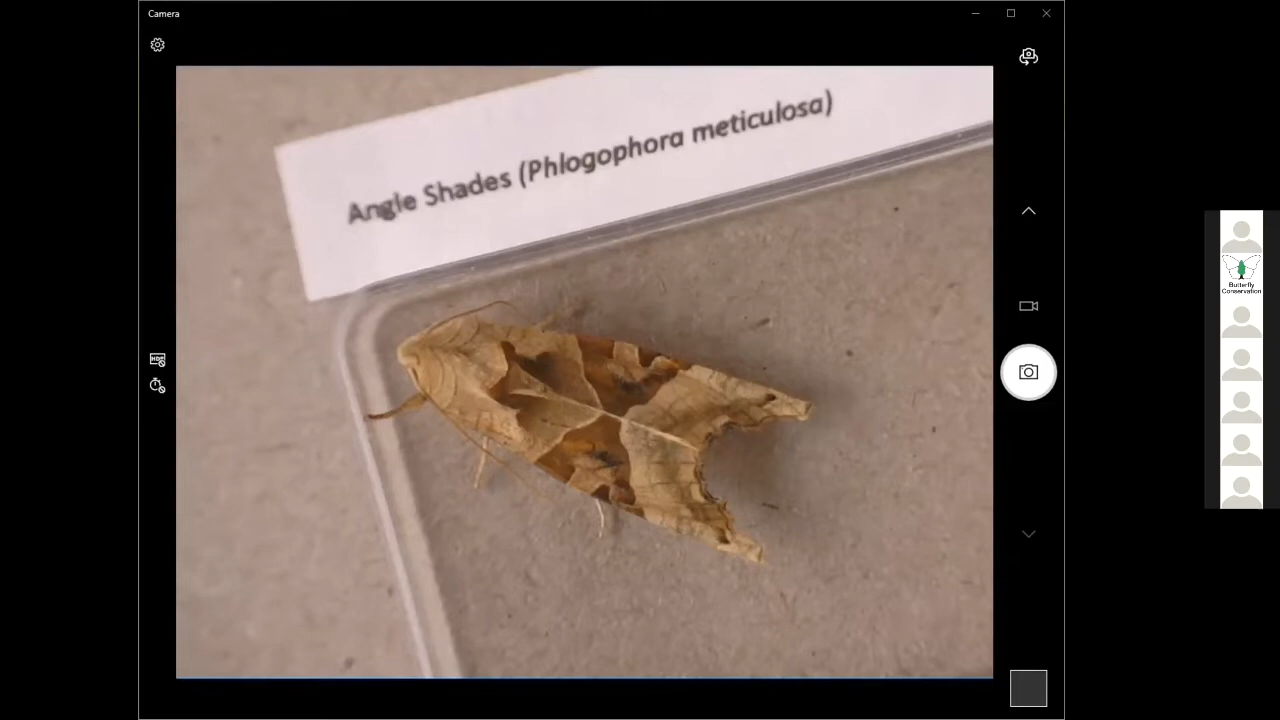 Camera
Angle Shades (Phlogophora meticulosa)
Butterfly
Conservation